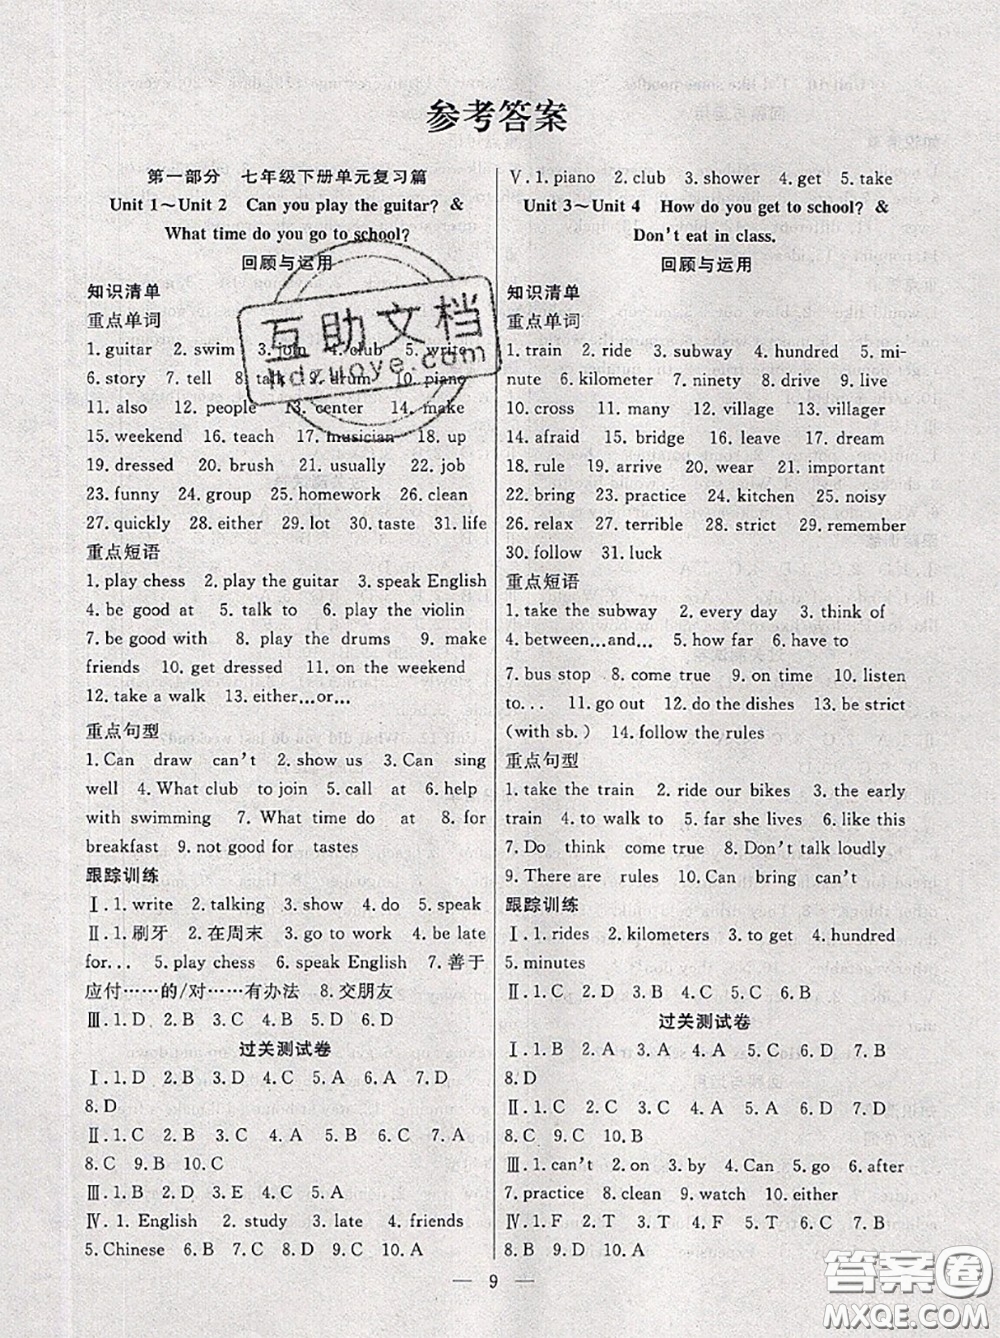 参考答案
第一部分 七年级下册单元复习篇
Unit 1～Unit 2 Can you play the guitar? &
What time do you go to school?
回顾与运用
知识清单
重点单词
1. guitar 2. swim 3. join 4. club 5. write
6. story 7. tell 8. talk 9. drum 10. piano
11. also 12. people 13. center 14. make
15. weekend 16. teach 17. musician 18. up
19. dressed 20. brush 21. usually 22. job
23. funny 24. group 25. homework 26. clean
27. quickly 28. either 29. lot 30. taste 31. life
重点短语
1. play chess 2. play the guitar 3. speak English
4. be good at 5. talk to 6. play the violin
7. be good with 8. play the drums 9. make
friends 10. get dressed 11. on the weekend
12. take a walk 13. either…or…
重点句型
1. Can draw can't 2. show us 3. Can sing
well 4. What club to join 5. call at 6. help
with swimming 7. What time do at 8. for
breakfast 9. not good for tastes
跟踪训练
Ⅰ. 1. write 2. talking 3. show 4. do 5. speak
Ⅱ. 1. 刷牙 2. 在周末 3. go to work 4. be late
for… 5. play chess 6. speak English 7. 善于
应付……的/对……有办法 8. 交朋友
Ⅲ. 1. D 2. B 3. C 4. B 5. B 6. D
过关测试卷
Ⅰ. 1. D 2. A 3. C 4. C 5. A 6. A 7. D
8. D
Ⅱ. 1. C 2. B 3. D 4. A 5. B 6. C 7. A
8. C 9. B 10. C
Ⅲ. 1. B 2. D 3. E 4. C 5. A
Ⅳ. 1. English 2. study 3. late 4. friends
5. Chinese 6. B 7. D 8. C 9. A 10. B
Ⅴ. 1. piano 2. club 3. shower 4. get 5. take
Unit 3～Unit 4 How do you get to school? &
Don't eat in class.
回顾与运用
知识清单
重点单词
1. train 2. ride 3. subway 4. hundred 5. mi-
nute 6. kilometer 7. ninety 8. drive 9. live
10. cross 11. many 12. village 13. villager
14. afraid 15. bridge 16. leave 17. dream
18. rule 19. arrive 20. wear 21. important
22. bring 23. practice 24. kitchen 25. noisy
26. relax 27. terrible 28. strict 29. remember
30. follow 31. luck
重点短语
1. take the subway 2. every day 3. think of
4. between…and… 5. how far 6. have to
7. bus stop 8. come true 9. on time 10. listen
to… 11. go out 12. do the dishes 13. be strict
(with sb.) 14. follow the rules
重点句型
1. take the train 2. ride our bikes 3. the early
train 4. to walk to 5. far she lives 6. like this
7. Do think come true 8. Don't talk loudly
9. There are rules 10. Can bring can't
跟踪训练
Ⅰ. 1. rides 2. kilometers 3. to get 4. hundred
5. minutes
Ⅱ. 1. D 2. B 3. C 4. D 5. C 6. B
过关测试卷
Ⅰ. 1. B 2. A 3. A 4. A 5. C 6. D 7. B
8. D
Ⅱ. 1. B 2. C 3. B 4. A 5. A 6. C 7. D
8. C 9. B 10. A
Ⅲ. 1. can't 2. on 3. by 4. Can 5. go 6. after
7. practice 8. clean 9. watch 10. either
Ⅳ. 1. F 2. T 3. T 4. F 5. T 6. C 7. D
8. B 9. D 10. A
— 9 —
互助文档
hdzuoye.com
答案圈
MXQE.COM